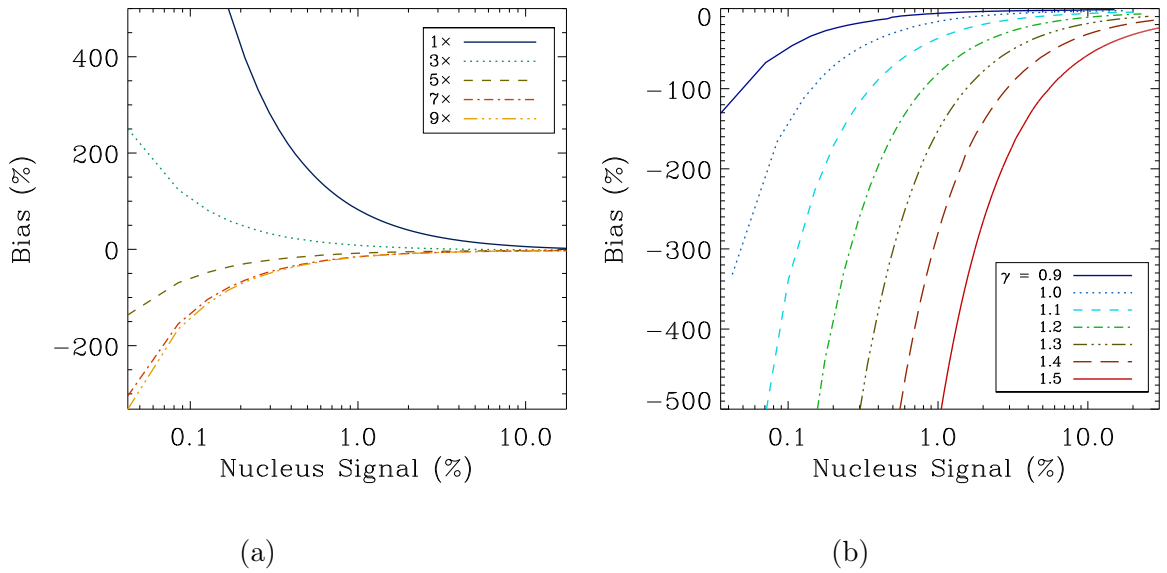 400
200
0
−200
Bias (%)
0.1 1.0 10.0
Nucleus Signal (%)
1×
3×
5×
7×
9×
(a)
0
−100
−200
−300
−400
−500
Bias (%)
0.1 1.0 10.0
Nucleus Signal (%)
γ = 0.9
1.0
1.1
1.2
1.3
1.4
1.5
(b)